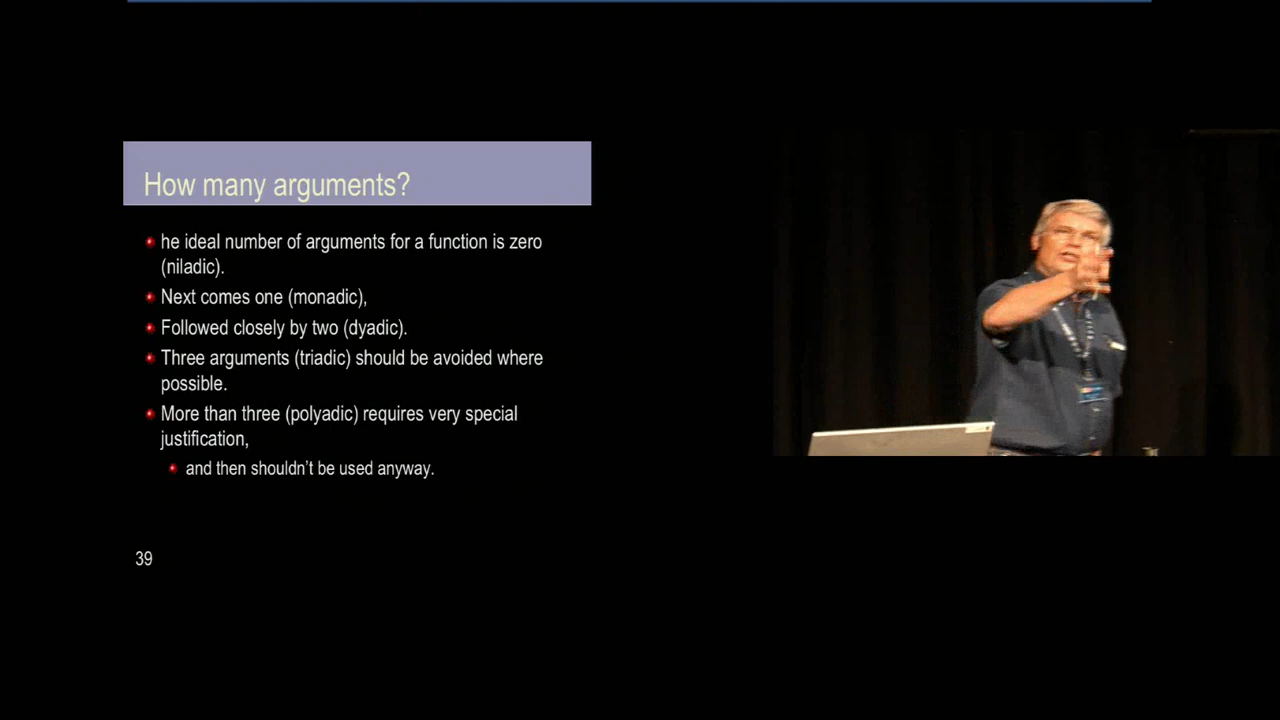 How many arguments?
he ideal number of arguments for a function is zero
(niladic).
Next comes one (monadic),
Followed closely by two (dyadic).
Three arguments (triadic) should be avoided where
possible.
More than three (polyadic) requires very special
justification,
and then shouldn't be used anyway.
39